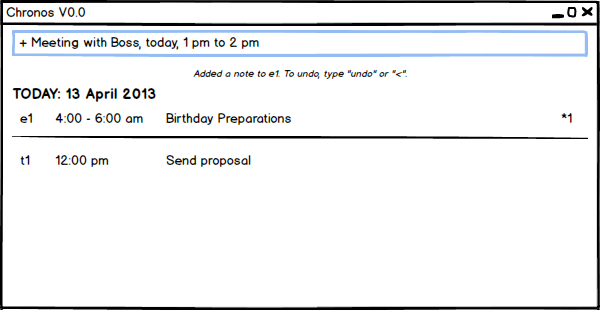 Chronos V0.0
+ Meeting with Boss, today, 1 pm to 2 pm
Added a note to e1. To undo, type "undo" or "<".
TODAY: 13 April 2013
e1 4:00 - 6:00 am Birthday Preparations *1
t1 12:00 pm Send proposal